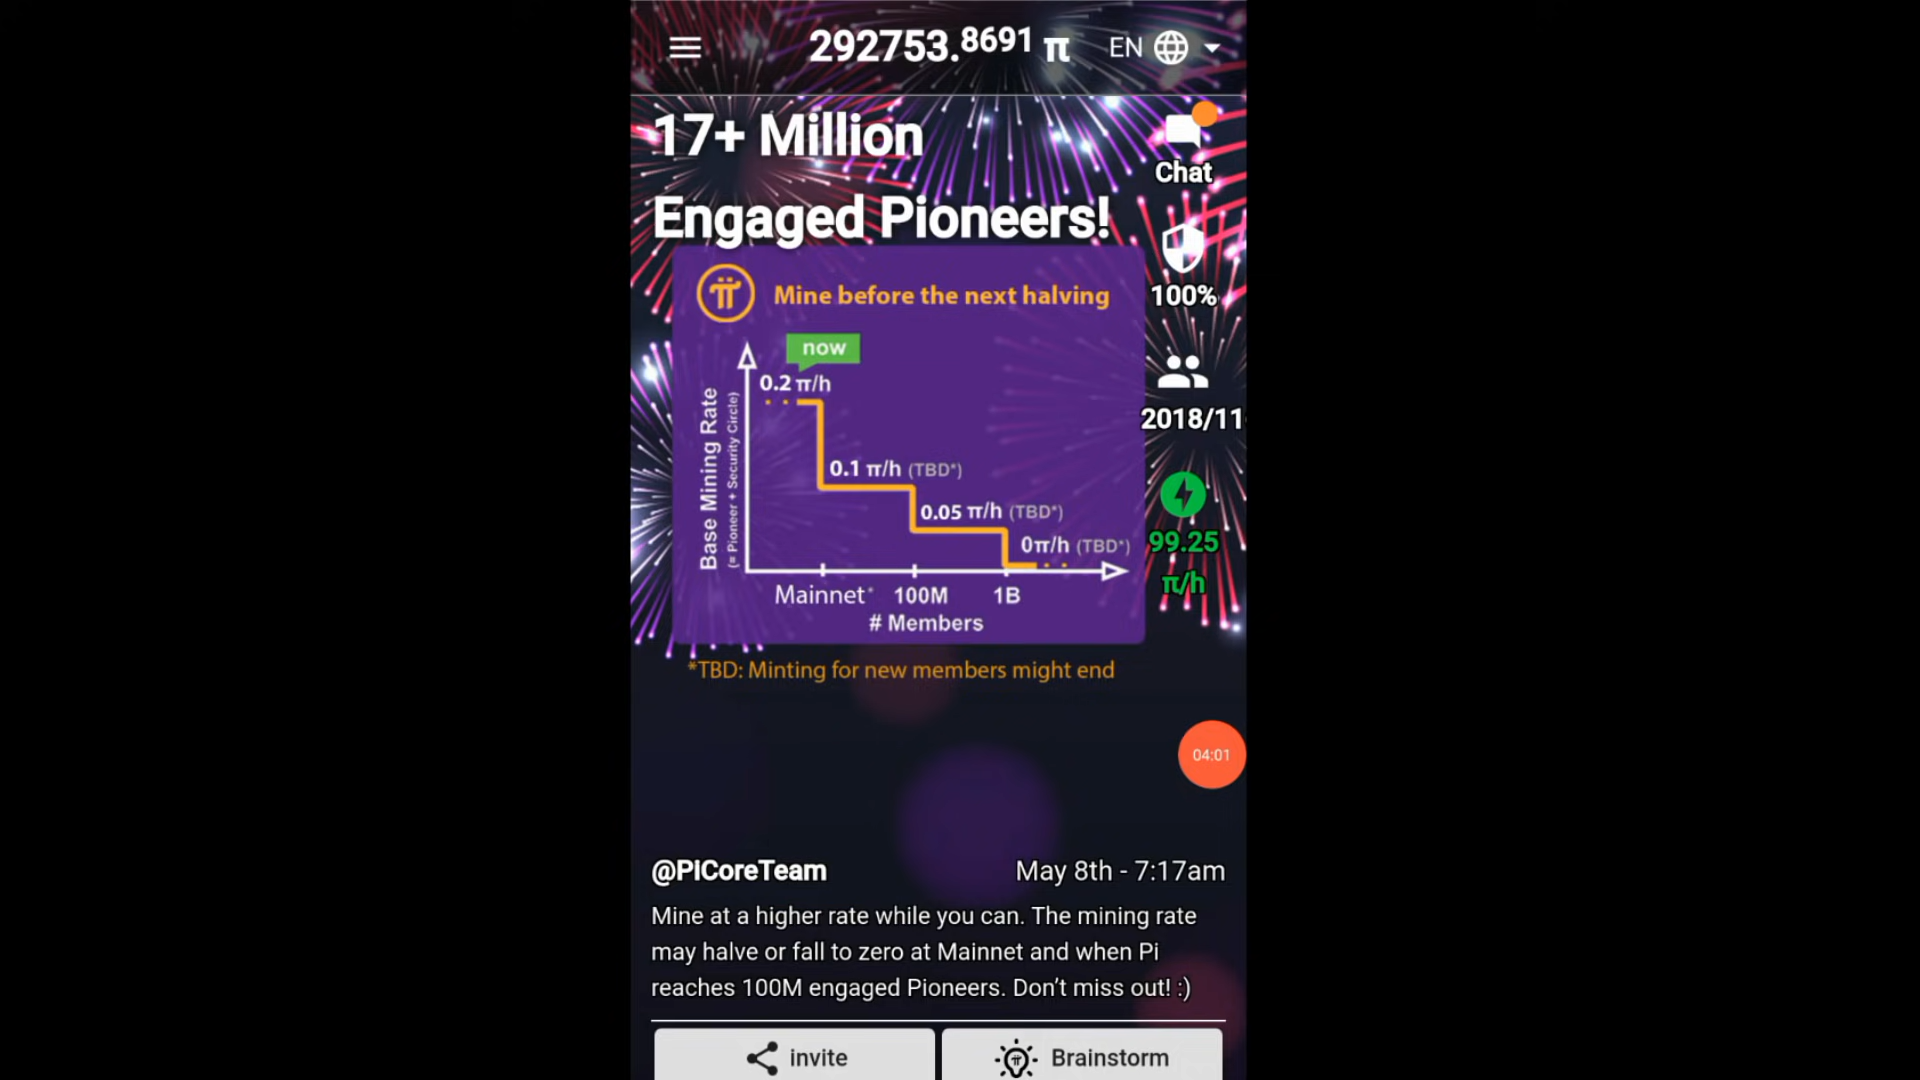 292753.8691 π EN
17+ Million
Engaged Pioneers!
Chat
100%
2018/11
99.25
π/h
Mine before the next halving
now
0.2 π/h
0.1 π/h (TBD*)
0.05 π/h (TBD*)
0π/h (TBD*)
Base Mining Rate
(= Pioneer + Security Circle)
Mainnet* 100M 1B
# Members
*TBD: Minting for new members might end
04:01
@PiCoreTeam May 8th - 7:17am
Mine at a higher rate while you can. The mining rate
may halve or fall to zero at Mainnet and when Pi
reaches 100M engaged Pioneers. Don't miss out! :)
invite Brainstorm